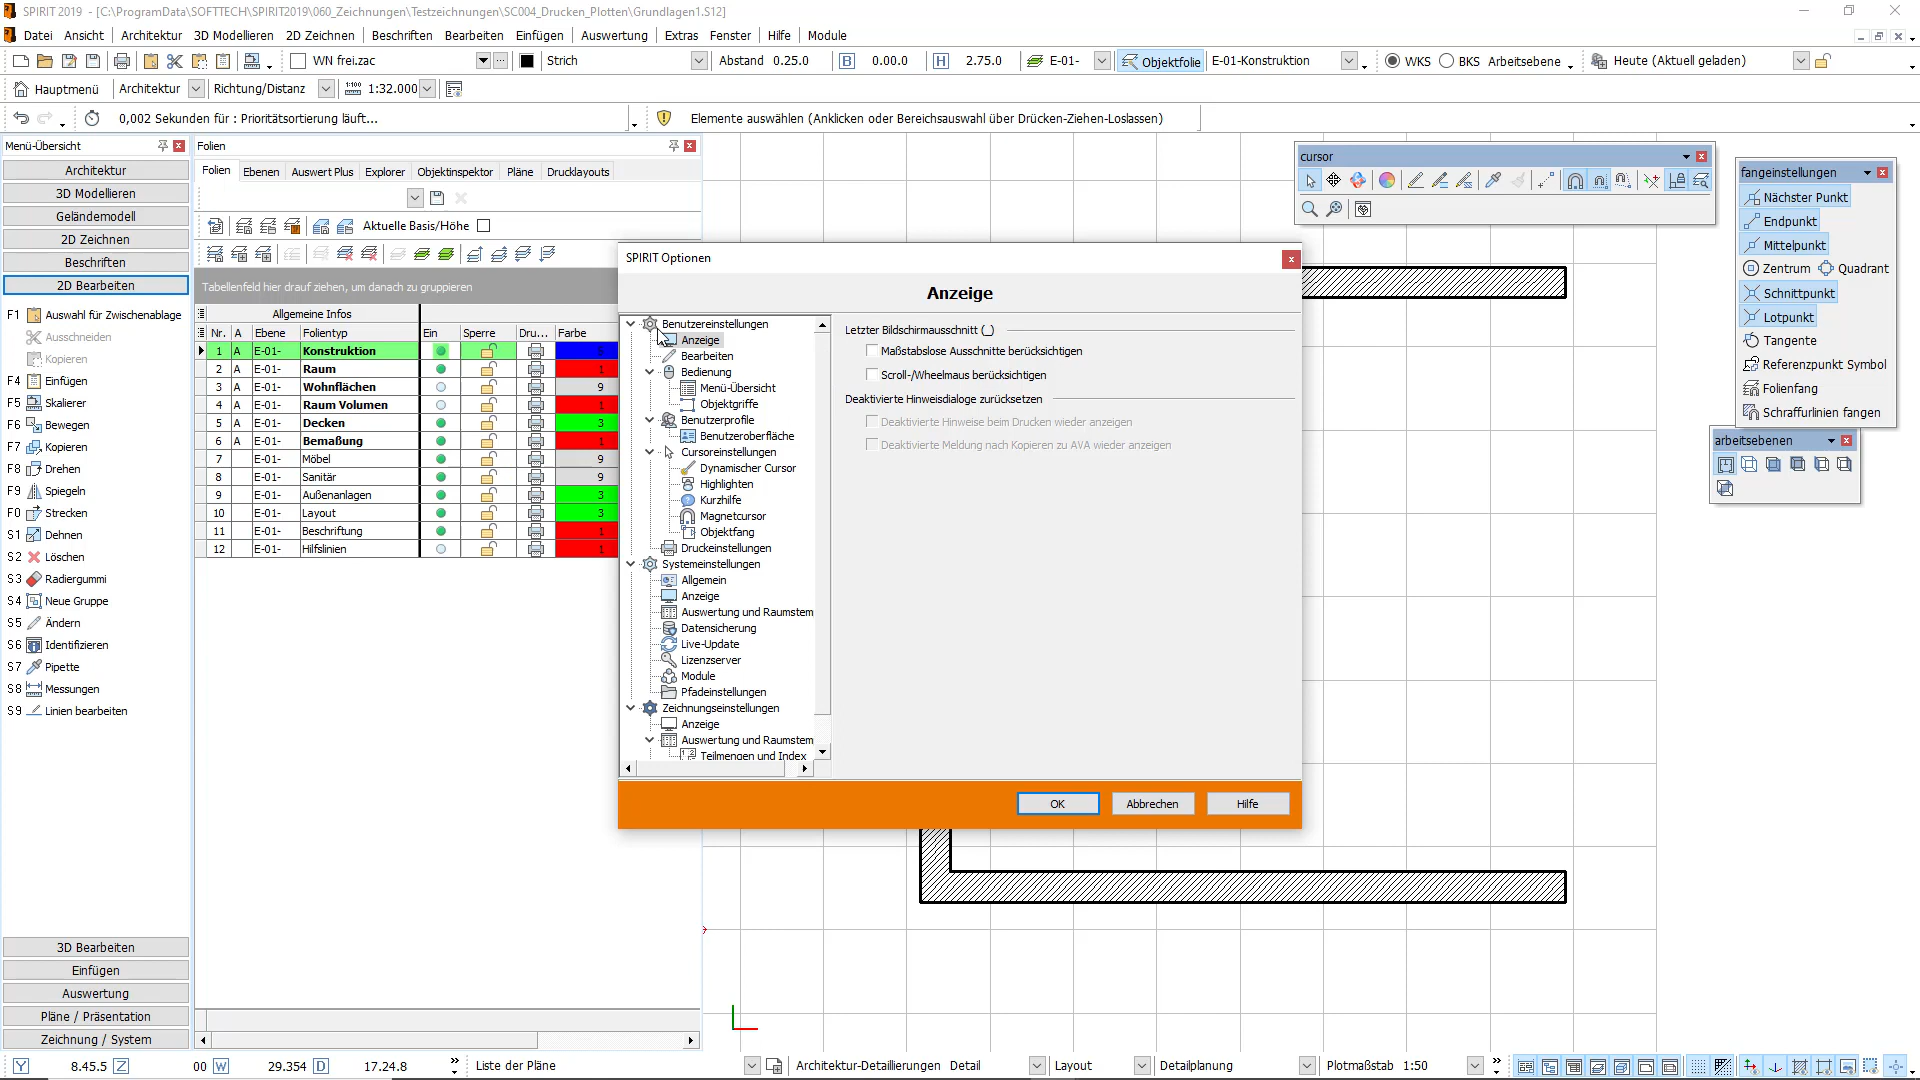 SPIRIT 2019 - [C:\ProgramData\SOFTTECH\SPIRIT2019\060_Zeichnungen\Testzeichnungen\SC004_Drucken_Plotten\Grundlagen1.S12]
Datei Ansicht Architektur 3D Modellieren 2D Zeichnen Beschriften Bearbeiten Einfügen Auswertung Extras Fenster Hilfe Module
WN frei.zac Strich Abstand 0.25.0 B 0.00.0 H 2.75.0 E-01- Objektfolie E-01-Konstruktion WKS BKS Arbeitsebene Heute (Aktuell geladen)
Hauptmenü Architektur Richtung/Distanz 1:100 1:32.000
0,002 Sekunden für : Prioritätsortierung läuft... Elemente auswählen (Anklicken oder Bereichsauswahl über Drücken-Ziehen-Loslassen)
Menü-Übersicht
Architektur
3D Modellieren
Geländemodell
2D Zeichnen
Beschriften
2D Bearbeiten
F1 Auswahl für Zwischenablage
Ausschneiden
Kopieren
F4 Einfügen
F5 Skalierer
F6 Bewegen
F7 Kopieren
F8 Drehen
F9 Spiegeln
F0 Strecken
S1 Dehnen
S2 Löschen
S3 Radiergummi
S4 Neue Gruppe
S5 Ändern
S6 Identifizieren
S7 Pipette
S8 Messungen
S9 Linien bearbeiten
3D Bearbeiten
Einfügen
Auswertung
Pläne / Präsentation
Zeichnung / System
Folien
Folien Ebenen Auswert Plus Explorer Objektinspektor Pläne Drucklayouts
Aktuelle Basis/Höhe
Tabellenfeld hier drauf ziehen, um danach zu gruppieren
Allgemeine Infos
Nr. A Ebene Folientyp Ein Sperre Dru... Farbe
1 A E-01- Konstruktion
2 A E-01- Raum 1
3 A E-01- Wohnflächen 9
4 A E-01- Raum Volumen 1
5 A E-01- Decken 3
6 A E-01- Bemaßung 1
7 E-01- Möbel 9
8 E-01- Sanitär 9
9 E-01- Außenanlagen 3
10 E-01- Layout 3
11 E-01- Beschriftung 1
12 E-01- Hilfslinien 1
SPIRIT Optionen
Anzeige
Benutzereinstellungen
Anzeige
Bearbeiten
Bedienung
Menü-Übersicht
Objektgriffe
Benutzerprofile
Benutzeroberfläche
Cursoreinstellungen
Dynamischer Cursor
Highlighten
Kurzhilfe
Magnetcursor
Objektfang
Druckeinstellungen
Systemeinstellungen
Allgemein
Anzeige
Auswertung und Raumstem
Datensicherung
Live-Update
Lizenzserver
Module
Pfadeinstellungen
Zeichnungseinstellungen
Anzeige
Auswertung und Raumstem
Teilmengen und Index
Letzter Bildschirmausschnitt (_)
Maßstabslose Ausschnitte berücksichtigen
Scroll-/Wheelmaus berücksichtigen
Deaktivierte Hinweisdialoge zurücksetzen
Deaktivierte Hinweise beim Drucken wieder anzeigen
Deaktivierte Meldung nach Kopieren zu AVA wieder anzeigen
OK Abbrechen Hilfe
cursor
fangeinstellungen
Nächster Punkt
Endpunkt
Mittelpunkt
Zentrum Quadrant
Schnittpunkt
Lotpunkt
Tangente
Referenzpunkt Symbol
Folienfang
Schraffurlinien fangen
arbeitsebenen
Y 8.45.5 Z 00 W 29.354 D 17.24.8 Liste der Pläne Architektur-Detaillierungen Detail Layout Detailplanung Plotmaßstab 1:50